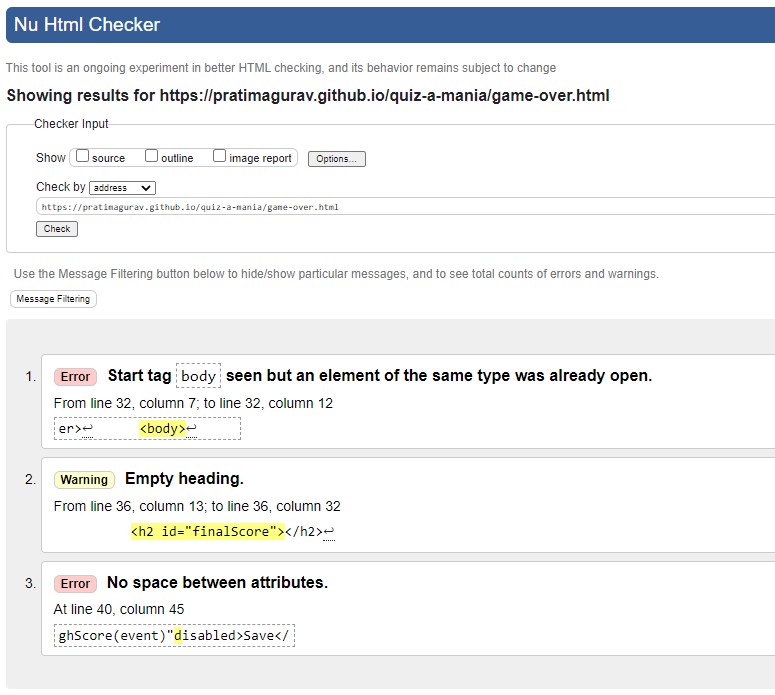 Nu Html Checker
This tool is an ongoing experiment in better HTML checking, and its behavior remains subject to change
Showing results for https://pratimagurav.github.io/quiz-a-mania/game-over.html
Checker Input
Show source outline image report Options...
Check by address
https://pratimagurav.github.io/quiz-a-mania/game-over.html
Check
Use the Message Filtering button below to hide/show particular messages, and to see total counts of errors and warnings.
Message Filtering
1. Error Start tag body seen but an element of the same type was already open.
From line 32, column 7; to line 32, column 12
er>↩ <body>↩
2. Warning Empty heading.
From line 36, column 13; to line 36, column 32
<h2 id="finalScore"></h2>↩
3. Error No space between attributes.
At line 40, column 45
ghScore(event)"disabled>Save</